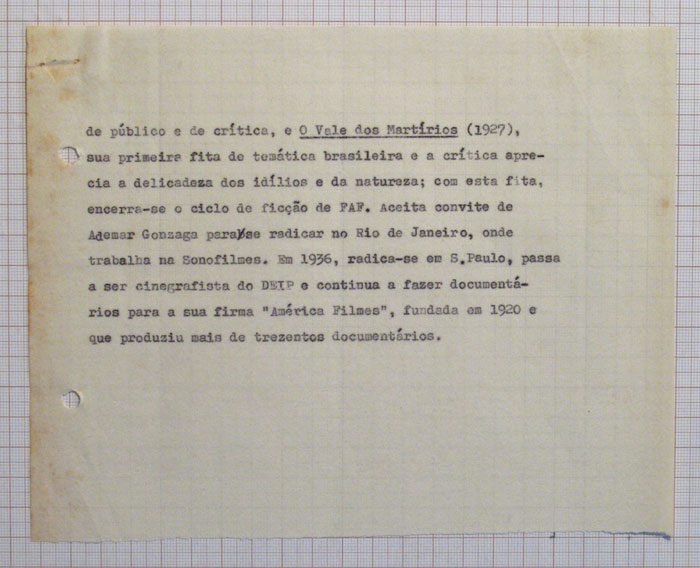 de público e de crítica, e O Vale dos Martírios (1927),
sua primeira fita de temática brasileira e a crítica apre-
cia a delicadeza dos idílios e da natureza; com esta fita,
encerra-se o ciclo de ficção de FAF. Aceita convite de
Ademar Gonzaga para/se radicar no Rio de Janeiro, onde
trabalha na Sonofilmes. Em 1936, radica-se em S.Paulo, passa
a ser cinegrafista do DEIP e continua a fazer documentá-
rios para a sua firma "América Filmes", fundada em 1920 e
que produziu mais de trezentos documentários.